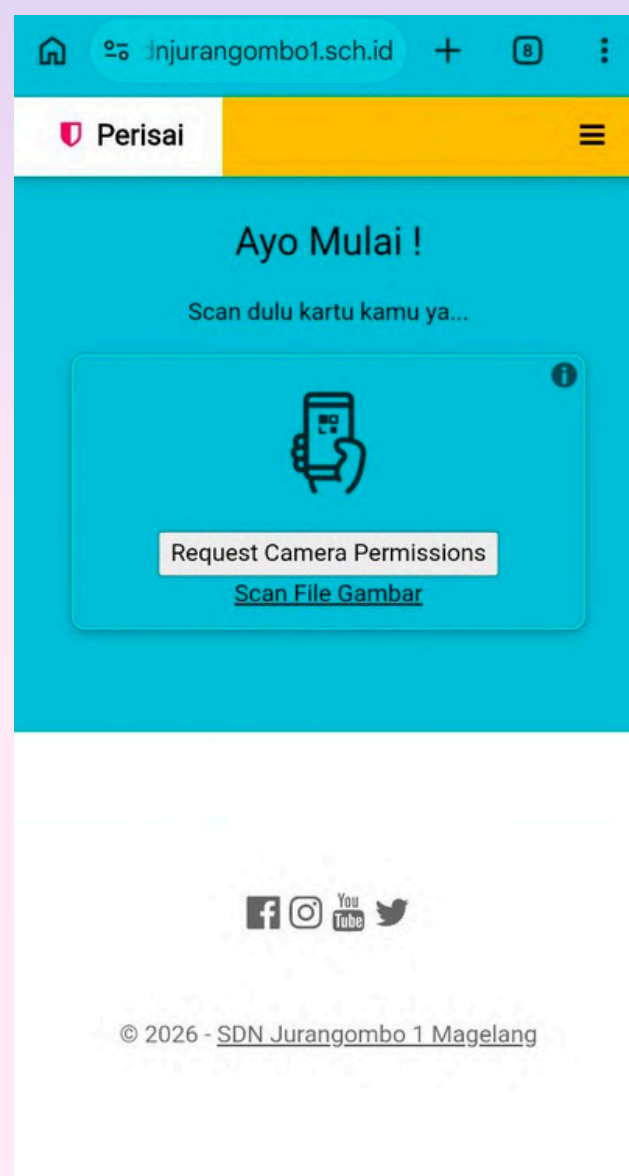 dnjurangombo1.sch.id
8
Perisai
Ayo Mulai !
Scan dulu kartu kamu ya...
Request Camera Permissions
Scan File Gambar
You
Tube
© 2026 - SDN Jurangombo 1 Magelang